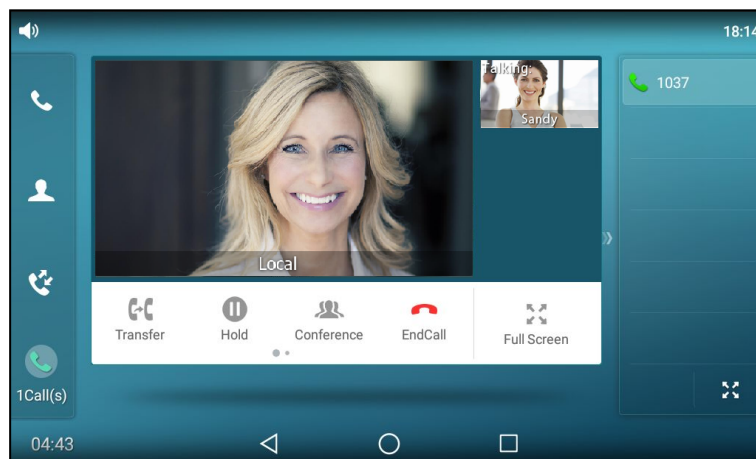 18:14
Talking:
Sandy
1037
Local
Transfer
Hold
Conference
EndCall
Full Screen
1Call(s)
04:43